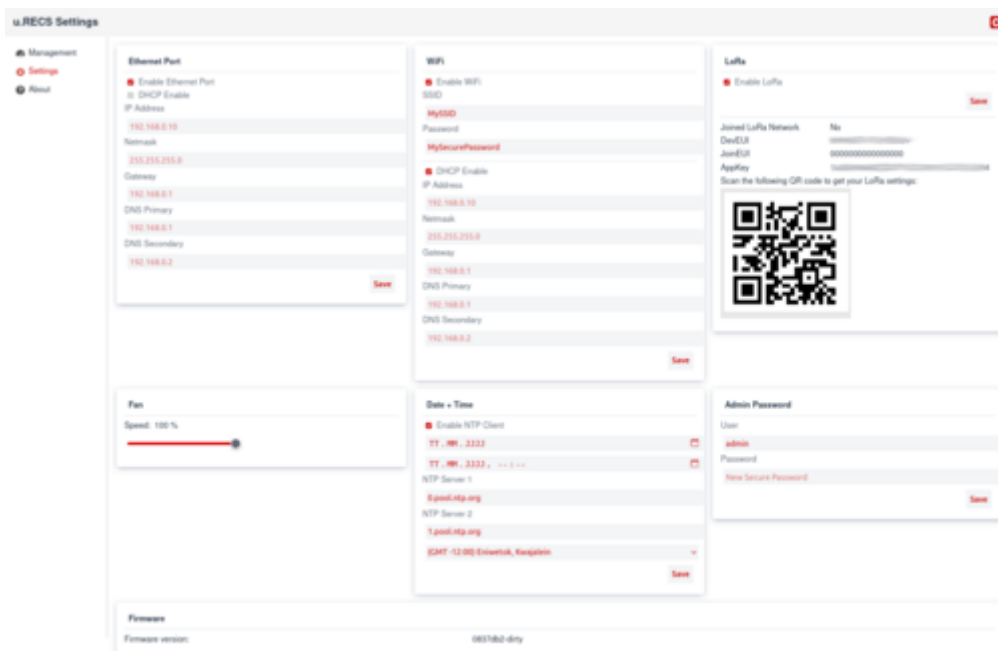 u.RECS Settings
Management
Settings
About
Ethernet Port
Enable Ethernet Port
DHCP Enable
IP Address
192.168.0.10
Netmask
255.255.255.0
Gateway
192.168.0.1
DNS Primary
192.168.0.1
DNS Secondary
192.168.0.2
Save
WiFi
Enable WiFi
SSID
MySSID
Password
MySecurePassword
DHCP Enable
IP Address
192.168.0.10
Netmask
255.255.255.0
Gateway
192.168.0.1
DNS Primary
192.168.0.1
DNS Secondary
192.168.0.2
Save
LoRa
Enable LoRa
Save
Joined LoRa Network No
DevEUI
JoinEUI 0000000000000000
AppKey
Scan the following QR code to get your LoRa settings:
Fan
Speed: 100 %
Date + Time
Enable NTP Client
TT.MM.JJJJ
TT.MM.JJJJ, --:--
NTP Server 1
0.pool.ntp.org
NTP Server 2
1.pool.ntp.org
(GMT -12:00) Eniwetok, Kwajalein
Save
Admin Password
User
admin
Password
New Secure Password
Save
Firmware
Firmware version: 0837db2-dirty